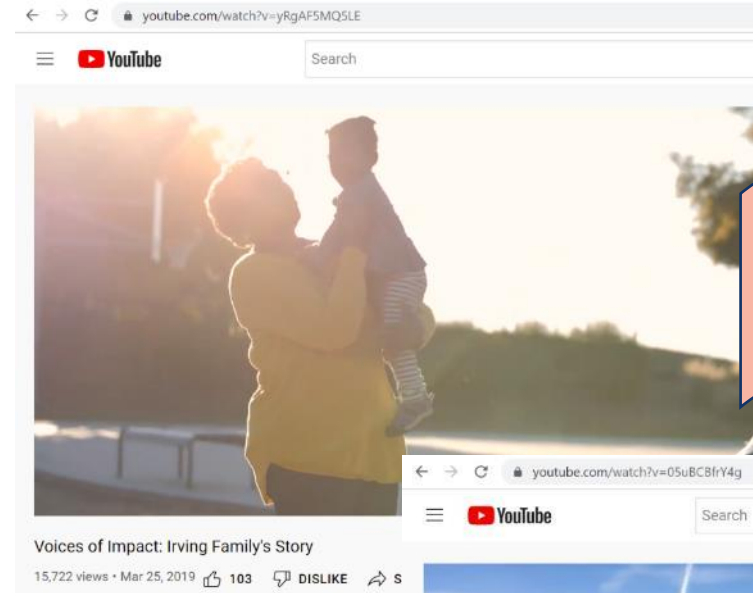 youtube.com/watch?v=yRgAF5MQSLE
YouTube
Search
Voices of Impact: Irving Family's Story
15,722 views • Mar 25, 2019 103 DISLIKE S
youtube.com/watch?v=05uBC8frY4g
YouTube
Search